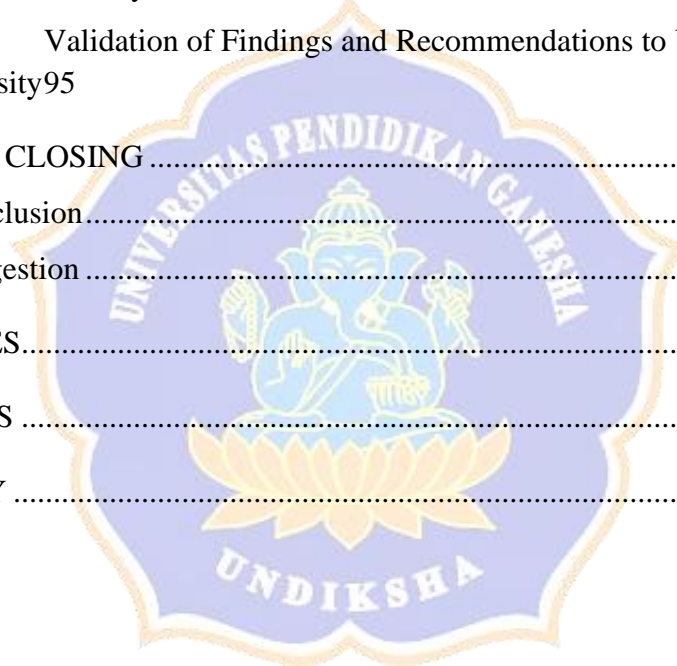 Validation of Findings and Recommendations to
sity95
CLOSING ........................................................
clusion.................................................................
gestion .................................................................
ES..........................................................................
S ..........................................................................
Y ..........................................................................
UNIVERSITAS PENDIDIKAN GANESHA
UNDIKSHA